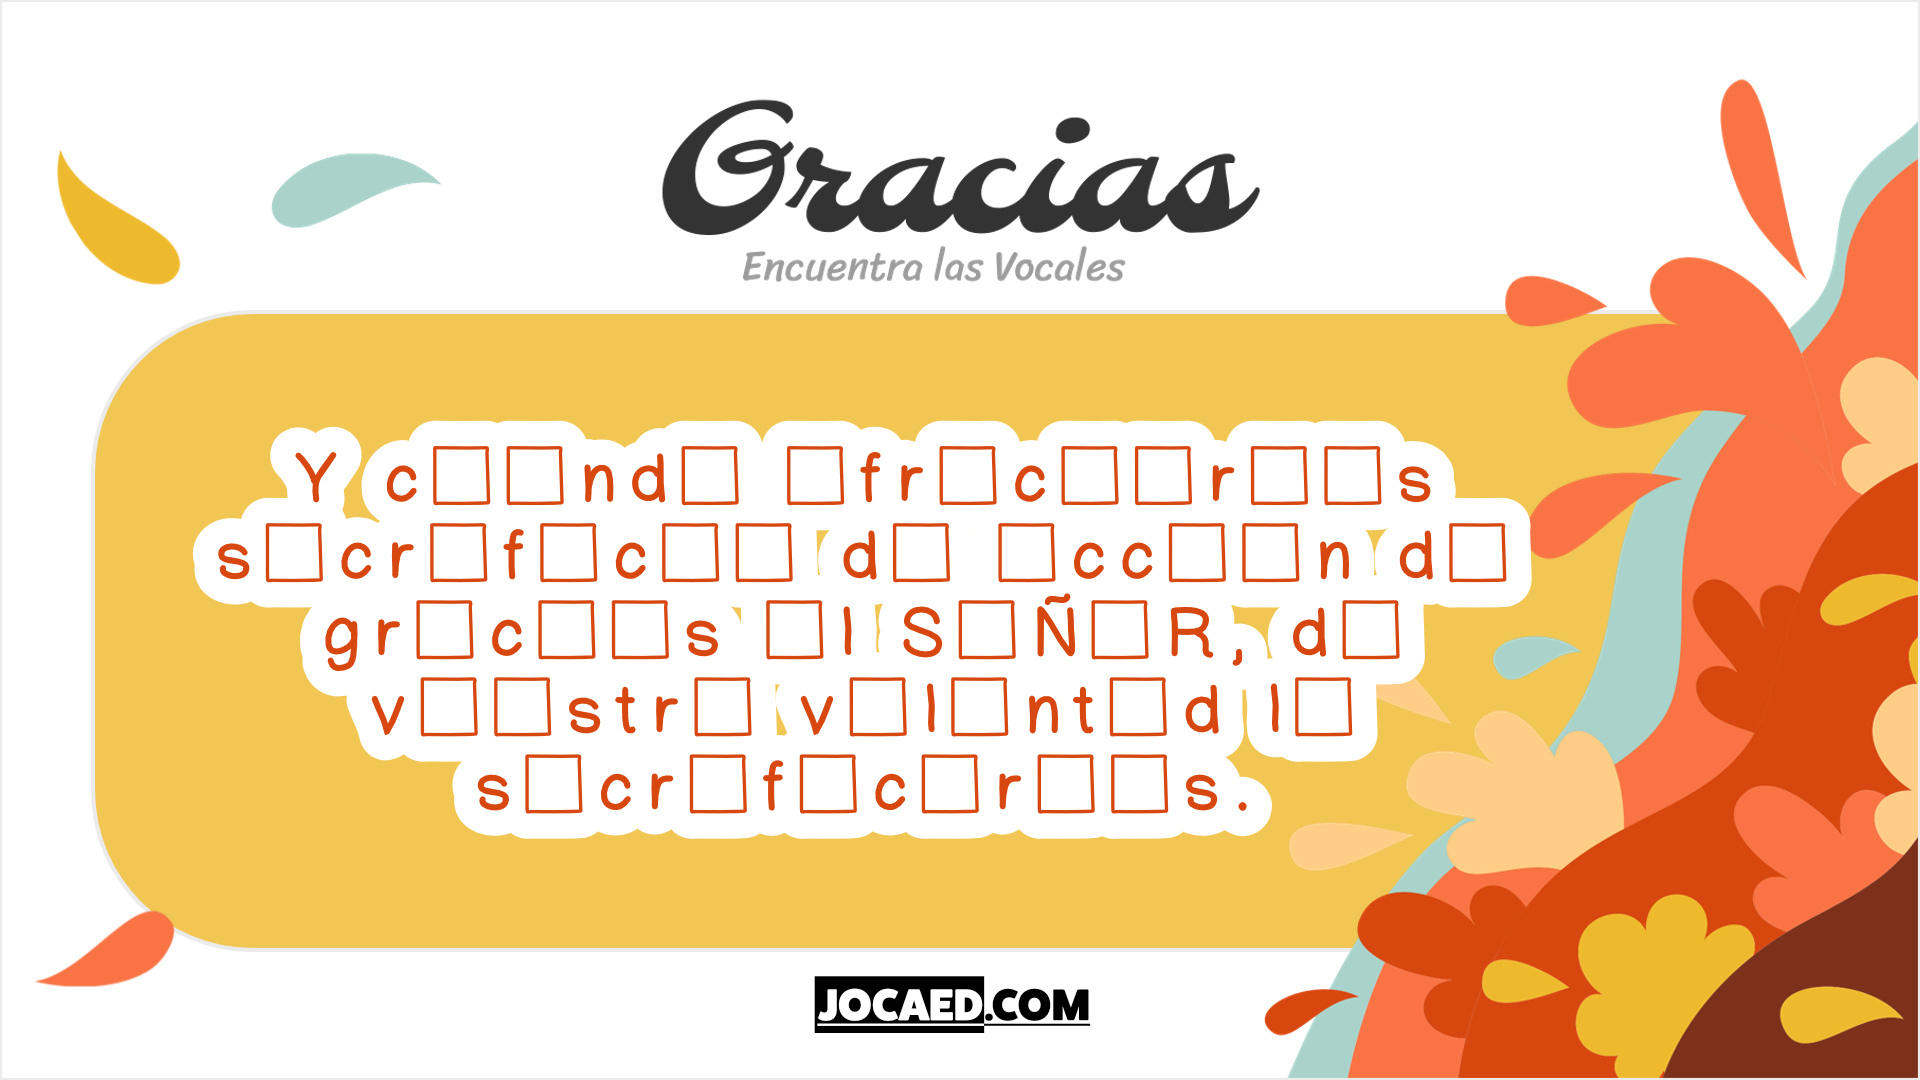 Gracias
Encuentra las Vocales
Y c□□nd□ □fr□c□□r□□s
s□cr□f□c□□ d□ □cc□□n d□
gr□c□□s □l S□Ñ□R, d□
v□□str□ v□l□nt□d l□
s□cr□f□c□r□□s.
JOCAED.COM